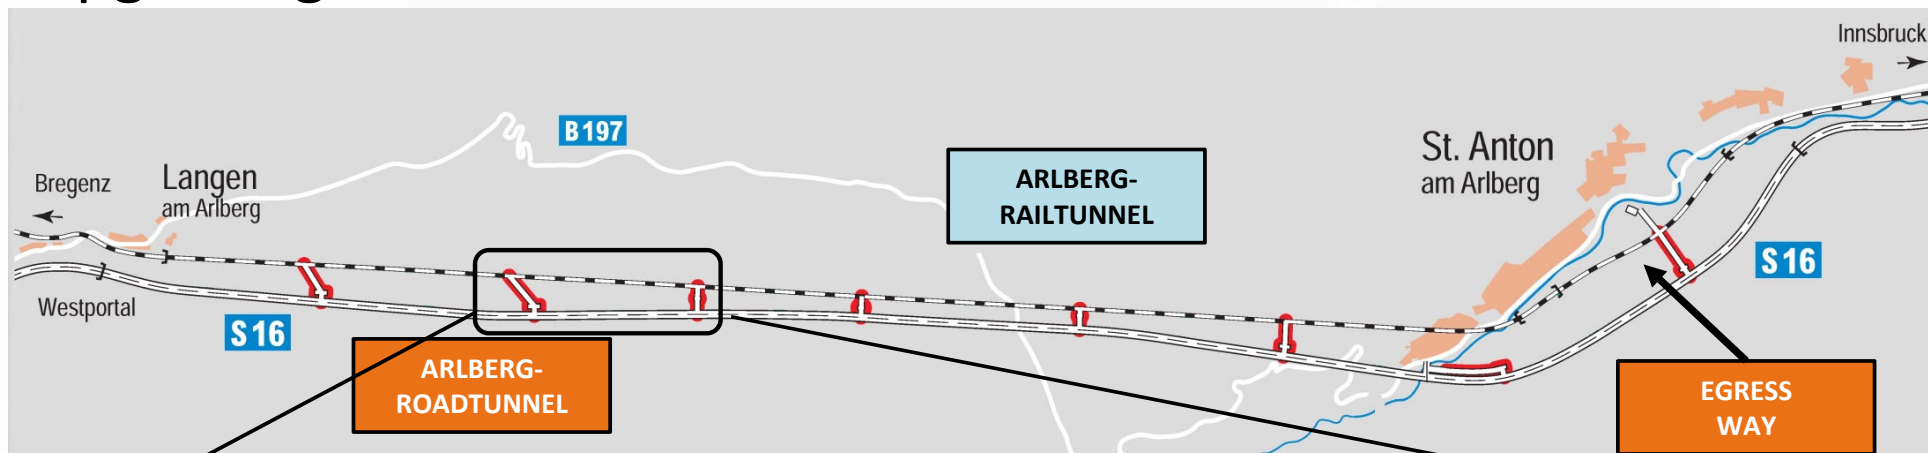 Innsbruck
B197
St. Anton
am Arlberg
ARLBERG-
RAILTUNNEL
Bregenz
Langen
am Arlberg
S16
Westportal
S16
ARLBERG-
ROADTUNNEL
EGRESS
WAY